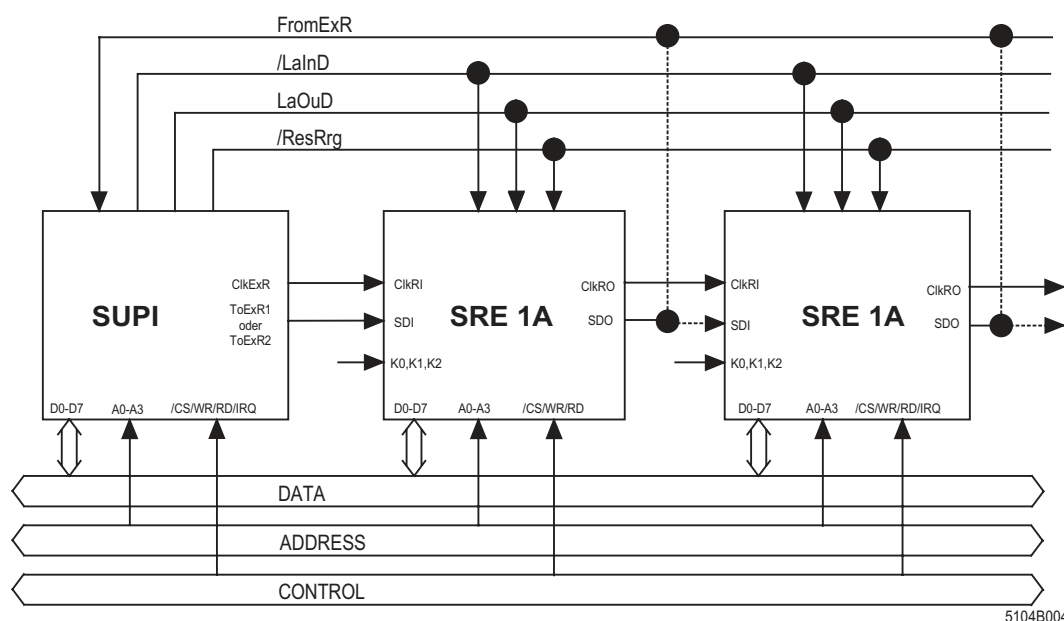 FromExR
/LaInD
LaOuD
/ResRrg
SUPI
ClkExR
ToExR1
oder
ToExR2
D0-D7 A0-A3 /CS/WR/RD/IRQ
ClkRI
SDI
K0,K1,K2
SRE 1A
ClkRO
SDO
D0-D7 A0-A3 /CS/WR/RD
ClkRI
SDI
K0,K1,K2
SRE 1A
ClkRO
SDO
D0-D7 A0-A3 /CS/WR/RD/IRQ
DATA
ADDRESS
CONTROL
5104B004